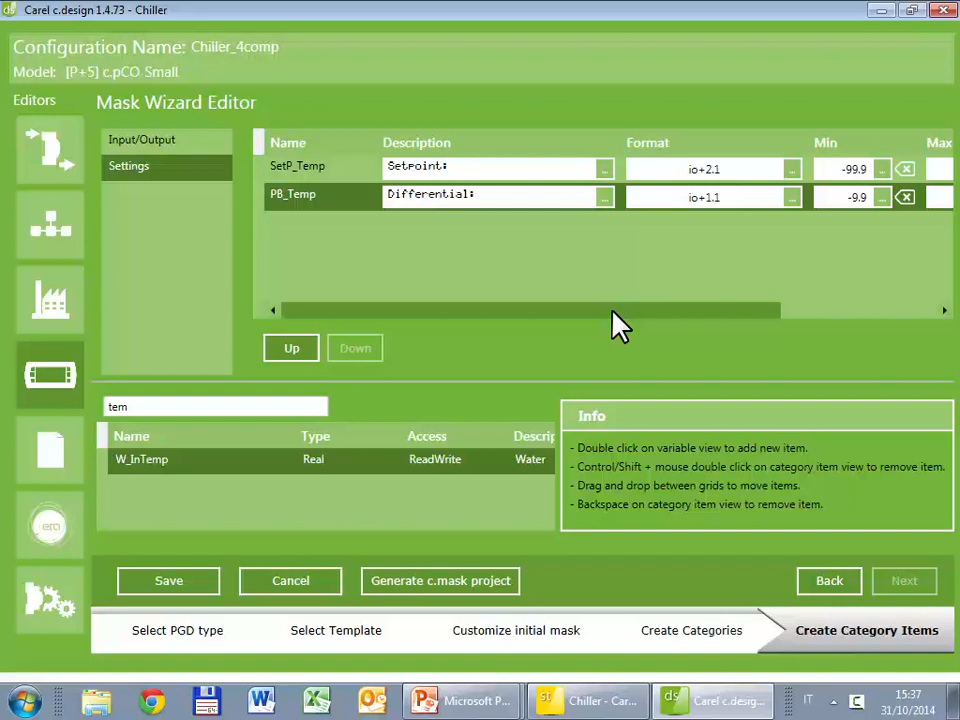 Carel c.design 1.4.73 - Chiller
Configuration Name: Chiller_4comp
Model: [P+5] c.pCO Small
Editors
Mask Wizard Editor
Input/Output
Settings
Name Description Format Min Max
SetP_Temp Setpoint: ... io+2.1 ... -99.9 ...
PB_Temp Differential: ... io+1.1 ... -9.9 ...
Up Down
tem
Name Type Access Descrip
W_InTemp Real ReadWrite Water
Info
- Double click on variable view to add new item.
- Control/Shift + mouse double click on category item view to remove item.
- Drag and drop between grids to move items.
- Backspace on category item view to remove item.
era
Save Cancel Generate c.mask project Back Next
Select PGD type Select Template Customize initial mask Create Categories Create Category Items
Microsoft P... Chiller - Car... Carel c.desig... IT 15:37
31/10/2014